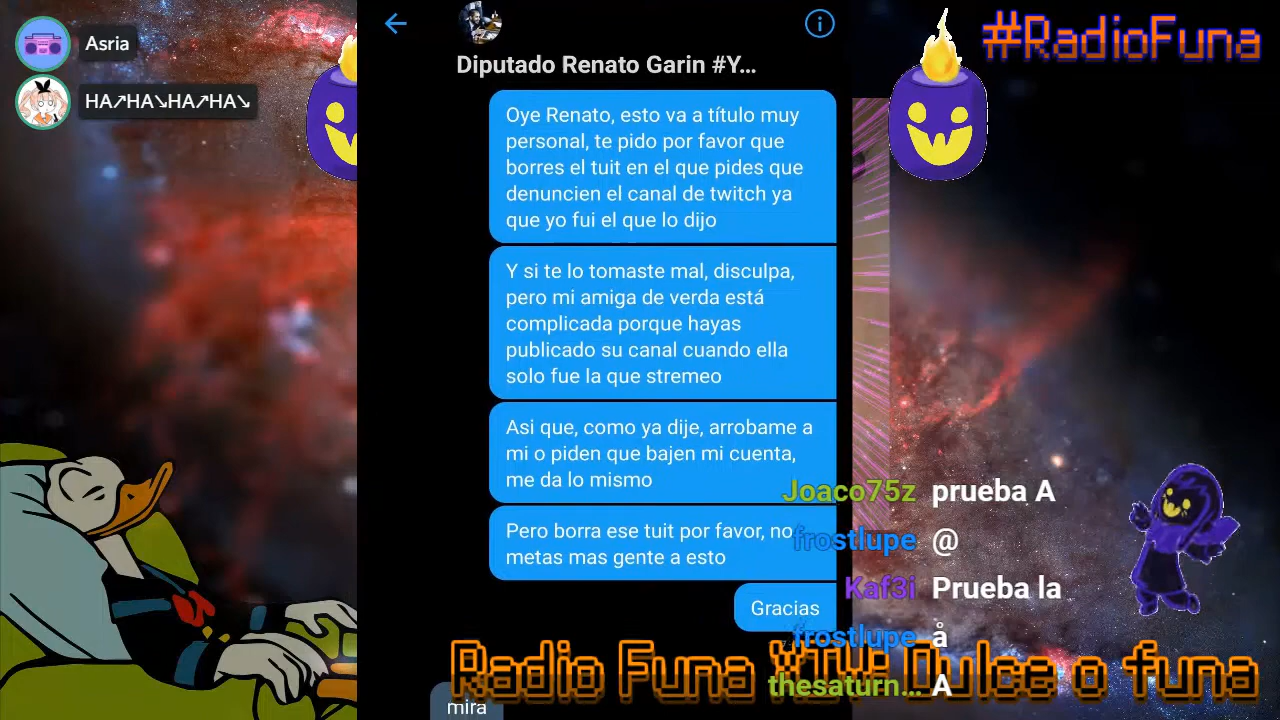 Asria
HA↗HA↘HA↗HA↘
#RadioFuna
Diputado Renato Garin #Y...
Oye Renato, esto va a título muy
personal, te pido por favor que
borres el tuit en el que pides que
denuncien el canal de twitch ya
que yo fui el que lo dijo
Y si te lo tomaste mal, disculpa,
pero mi amiga de verda está
complicada porque hayas
publicado su canal cuando ella
solo fue la que stremeo
Asi que, como ya dije, arrobame a
mi o piden que bajen mi cuenta,
me da lo mismo
Pero borra ese tuit por favor, no
metas mas gente a esto
Gracias
mira
Joaco75z prueba A
frostlupe @
Kaf3i Prueba la
frostlupe å
thesaturn... A
Radio Funa XIV: Dulce o funa